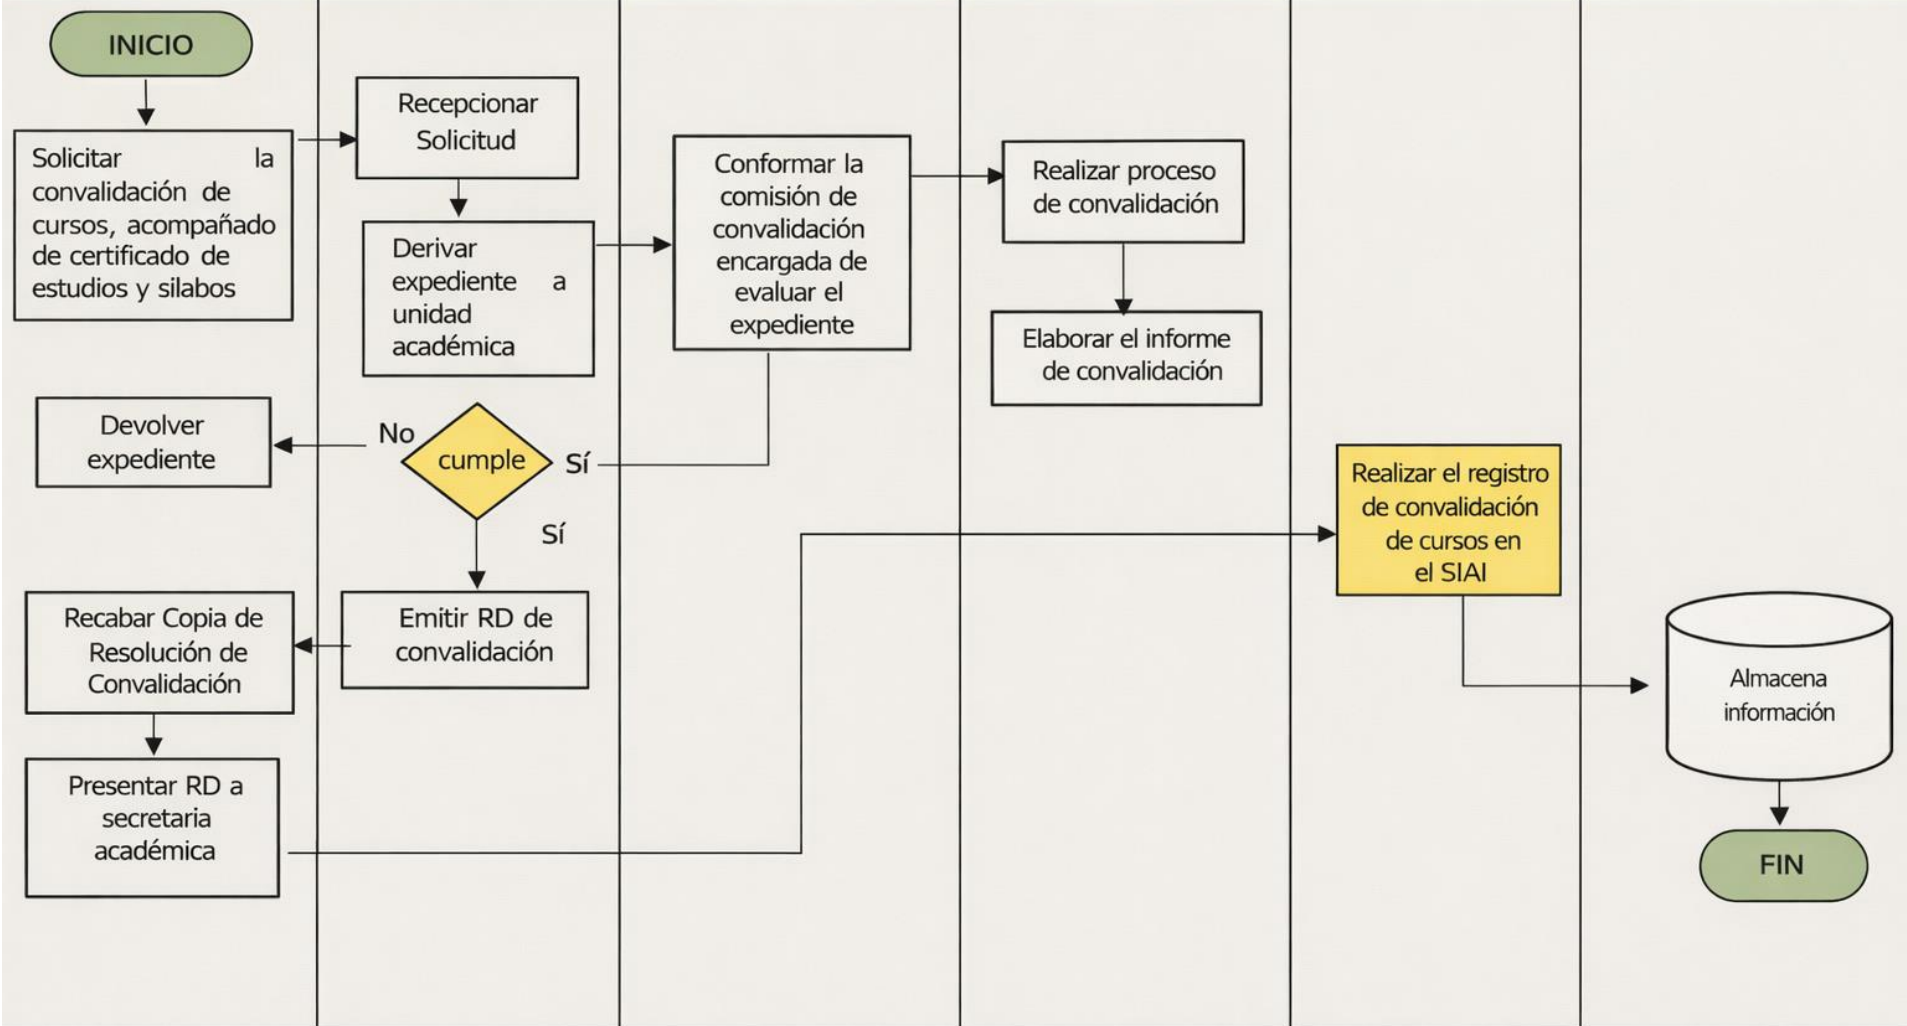 INICIO
Solicitar la
convalidación de
cursos, acompañado
de certificado de
estudios y silabos
Recepcionar
Solicitud
Derivar
expediente a
unidad
académica
Conformar la
comisión de
convalidación
encargada de
evaluar el
expediente
Realizar proceso
de convalidación
Elaborar el informe
de convalidación
Devolver
expediente
No
cumple
Sí
Sí
Emitir RD de
convalidación
Recabar Copia de
Resolución de
Convalidación
Presentar RD a
secretaria
académica
Realizar el registro
de convalidación
de cursos en
el SIAI
Almacena
información
FIN